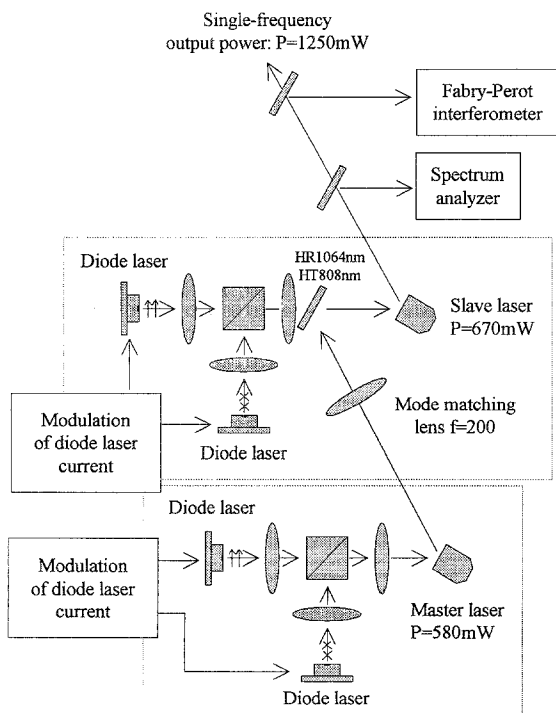 Single-frequency
output power: P=1250mW
Fabry-Perot
interferometer
Spectrum
analyzer
HR1064nm
HT808nm
Diode laser
Slave laser
P=670mW
Modulation
of diode laser
current
Mode matching
lens f=200
Diode laser
Diode laser
Modulation
of diode laser
current
Master laser
P=580mW
Diode laser